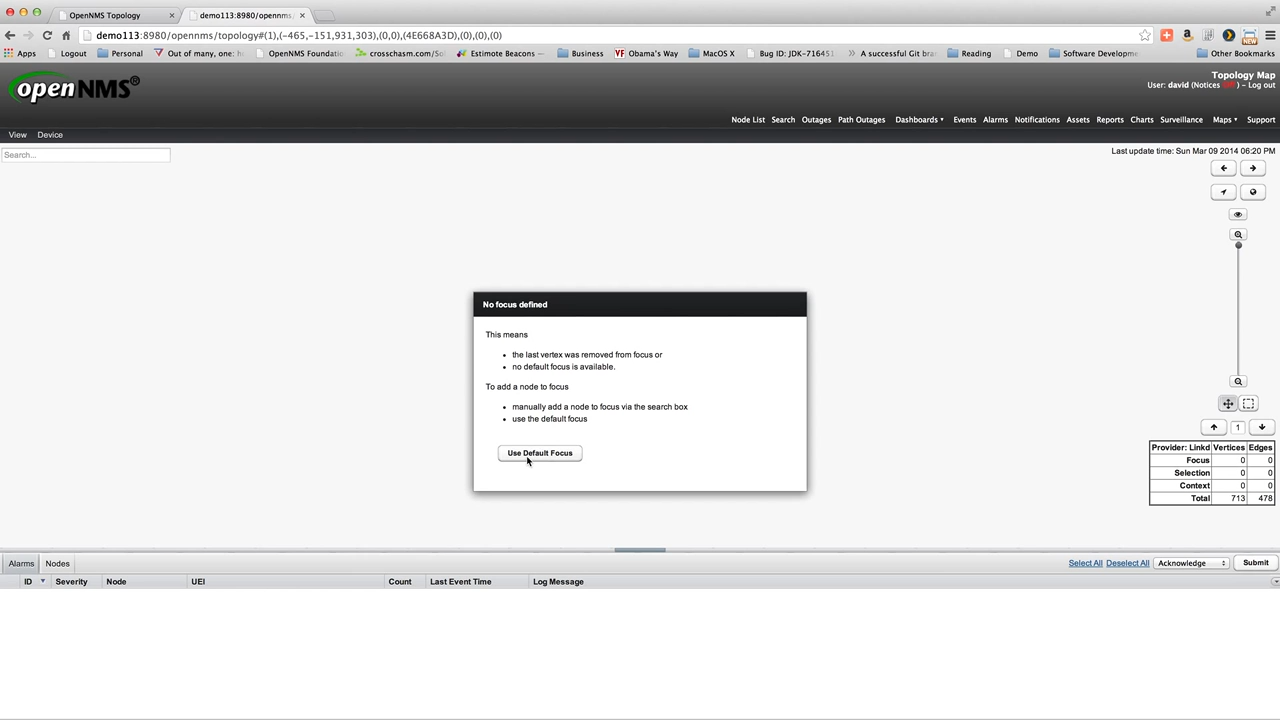 OpenNMS Topology
demo113:8980/opennms
demo113:8980/opennms/topology#(1),(-465,-151,931,303),(0,0),(4E668A3D),(0),(0),(0)
Apps Logout Personal Out of many, one: OpenNMS Foundati crosschasm.com/So Estimote Beacons – Business VF Obama's Way MacOS X Bug ID: JDK-71645 A successful Git bra Reading Demo Software Developme Other Bookmarks
openNMS®
Topology Map
User: david (Notices Off) – Log out
Node List Search Outages Path Outages Dashboards Events Alarms Notifications Assets Reports Charts Surveillance Maps Support
View Device
Search...
Last update time: Sun Mar 09 2014 06:20 PM
No focus defined
This means
• the last vertex was removed from focus or
• no default focus is available.
To add a node to focus
• manually add a node to focus via the search box
• use the default focus
Use Default Focus
1
Provider: Linkd Vertices Edges
Focus 0 0
Selection 0 0
Context 0 0
Total 713 478
Alarms Nodes
Select All Deselect All Acknowledge Submit
ID Severity Node UEI Count Last Event Time Log Message